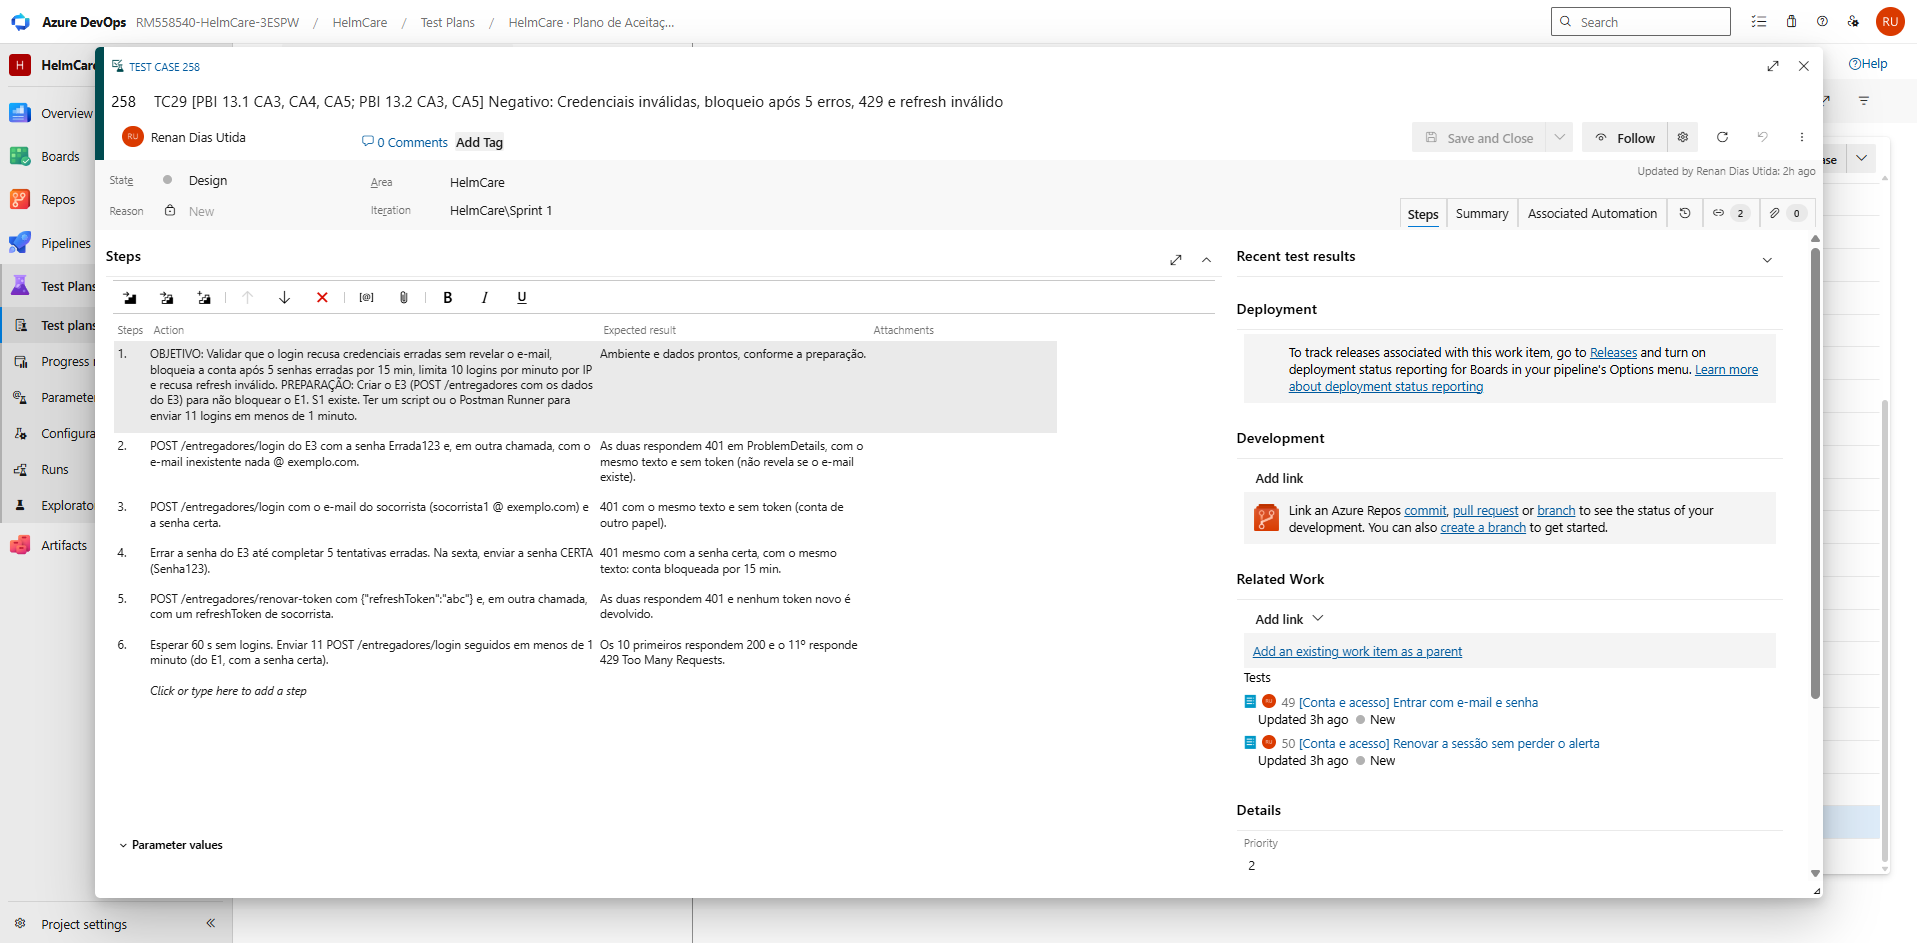 Azure DevOps RM558540-HelmCare-3ESPW / HelmCare / Test Plans / HelmCare · Plano de Aceitaç...
Search
RU
H HelmCare
Help
Overview
Boards
Repos
Pipelines
Test Plans
Test plans
Progress r
Parameter
Configura
Runs
Explorato
Artifacts
Project settings
TEST CASE 258
258 TC29 [PBI 13.1 CA3, CA4, CA5; PBI 13.2 CA3, CA5] Negativo: Credenciais inválidas, bloqueio após 5 erros, 429 e refresh inválido
RU Renan Dias Utida
0 Comments Add Tag
Save and Close
Follow
ase
State Design
Area HelmCare
Updated by Renan Dias Utida: 2h ago
Reason New
Iteration HelmCare\Sprint 1
Steps Summary Associated Automation 2 0
Steps
B I U
Steps Action Expected result Attachments
1. OBJETIVO: Validar que o login recusa credenciais erradas sem revelar o e-mail,
bloqueia a conta após 5 senhas erradas por 15 min, limita 10 logins por minuto por IP
e recusa refresh inválido. PREPARAÇÃO: Criar o E3 (POST /entregadores com os dados
do E3) para não bloquear o E1. S1 existe. Ter um script ou o Postman Runner para
enviar 11 logins em menos de 1 minuto.
Ambiente e dados prontos, conforme a preparação.
2. POST /entregadores/login do E3 com a senha Errada123 e, em outra chamada, com o
e-mail inexistente nada @ exemplo.com.
As duas respondem 401 em ProblemDetails, com o
mesmo texto e sem token (não revela se o e-mail
existe).
3. POST /entregadores/login com o e-mail do socorrista (socorrista1 @ exemplo.com) e
a senha certa.
401 com o mesmo texto e sem token (conta de
outro papel).
4. Errar a senha do E3 até completar 5 tentativas erradas. Na sexta, enviar a senha CERTA
(Senha123).
401 mesmo com a senha certa, com o mesmo
texto: conta bloqueada por 15 min.
5. POST /entregadores/renovar-token com {"refreshToken":"abc"} e, em outra chamada,
com um refreshToken de socorrista.
As duas respondem 401 e nenhum token novo é
devolvido.
6. Esperar 60 s sem logins. Enviar 11 POST /entregadores/login seguidos em menos de 1
minuto (do E1, com a senha certa).
Os 10 primeiros respondem 200 e o 11º responde
429 Too Many Requests.
Click or type here to add a step
Parameter values
Recent test results
Deployment
To track releases associated with this work item, go to Releases and turn on
deployment status reporting for Boards in your pipeline's Options menu. Learn more
about deployment status reporting
Development
Add link
Link an Azure Repos commit, pull request or branch to see the status of your
development. You can also create a branch to get started.
Related Work
Add link
Add an existing work item as a parent
Tests
49 [Conta e acesso] Entrar com e-mail e senha
Updated 3h ago New
50 [Conta e acesso] Renovar a sessão sem perder o alerta
Updated 3h ago New
Details
Priority
2